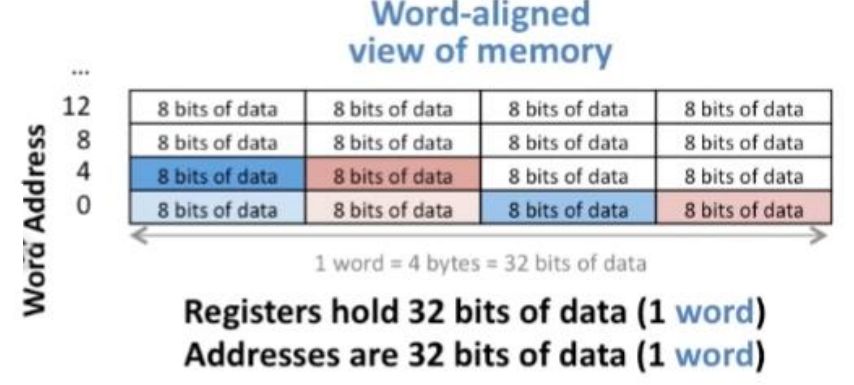 Word-aligned
view of memory
...
12 8 bits of data 8 bits of data 8 bits of data 8 bits of data
8 8 bits of data 8 bits of data 8 bits of data 8 bits of data
4 8 bits of data 8 bits of data 8 bits of data 8 bits of data
0 8 bits of data 8 bits of data 8 bits of data 8 bits of data
Word Address
1 word = 4 bytes = 32 bits of data
Registers hold 32 bits of data (1 word)
Addresses are 32 bits of data (1 word)